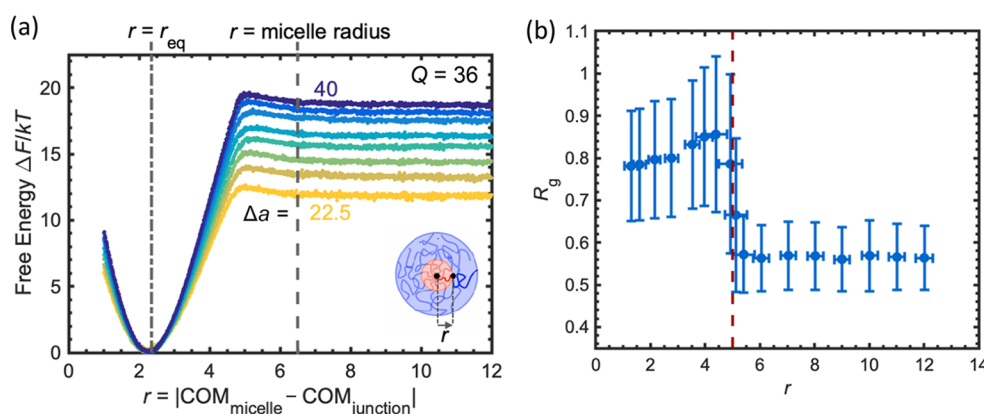 (a)
r = r_eq
r = micelle radius
Q = 36
40
Δa =
22.5
r
Free Energy ΔF/kT
20
15
10
5
0
0 2 4 6 8 10 12
r = |COM_micelle − COM_junction|
(b)
R_g
1.1
1
0.9
0.8
0.7
0.6
0.5
0.4
0 2 4 6 8 10 12 14
r